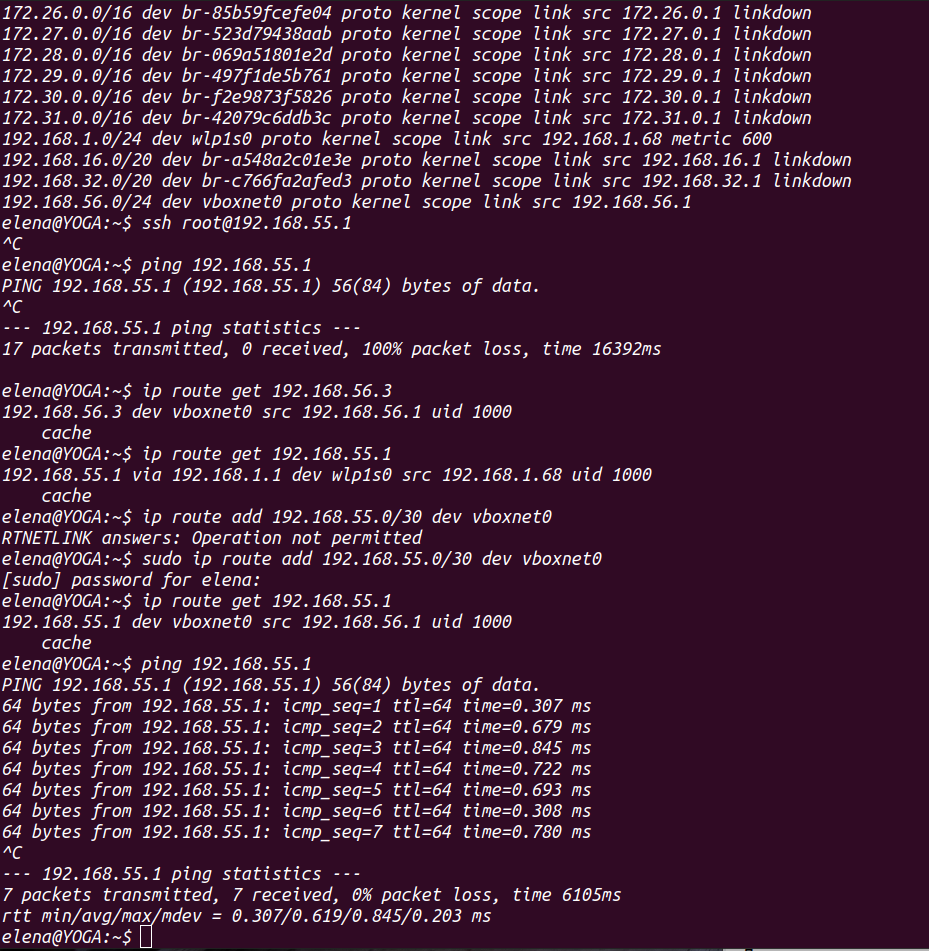 172.26.0.0/16 dev br-85b59fcefe04 proto kernel scope link src 172.26.0.1 linkdown
172.27.0.0/16 dev br-523d79438aab proto kernel scope link src 172.27.0.1 linkdown
172.28.0.0/16 dev br-069a51801e2d proto kernel scope link src 172.28.0.1 linkdown
172.29.0.0/16 dev br-497f1de5b761 proto kernel scope link src 172.29.0.1 linkdown
172.30.0.0/16 dev br-f2e9873f5826 proto kernel scope link src 172.30.0.1 linkdown
172.31.0.0/16 dev br-42079c6ddb3c proto kernel scope link src 172.31.0.1 linkdown
192.168.1.0/24 dev wlp1s0 proto kernel scope link src 192.168.1.68 metric 600
192.168.16.0/20 dev br-a548a2c01e3e proto kernel scope link src 192.168.16.1 linkdown
192.168.32.0/20 dev br-c766fa2afed3 proto kernel scope link src 192.168.32.1 linkdown
192.168.56.0/24 dev vboxnet0 proto kernel scope link src 192.168.56.1
elena@YOGA:~$ ssh root@192.168.55.1
^C
elena@YOGA:~$ ping 192.168.55.1
PING 192.168.55.1 (192.168.55.1) 56(84) bytes of data.
^C
--- 192.168.55.1 ping statistics ---
17 packets transmitted, 0 received, 100% packet loss, time 16392ms

elena@YOGA:~$ ip route get 192.168.56.3
192.168.56.3 dev vboxnet0 src 192.168.56.1 uid 1000
    cache
elena@YOGA:~$ ip route get 192.168.55.1
192.168.55.1 via 192.168.1.1 dev wlp1s0 src 192.168.1.68 uid 1000
    cache
elena@YOGA:~$ ip route add 192.168.55.0/30 dev vboxnet0
RTNETLINK answers: Operation not permitted
elena@YOGA:~$ sudo ip route add 192.168.55.0/30 dev vboxnet0
[sudo] password for elena:
elena@YOGA:~$ ip route get 192.168.55.1
192.168.55.1 dev vboxnet0 src 192.168.56.1 uid 1000
    cache
elena@YOGA:~$ ping 192.168.55.1
PING 192.168.55.1 (192.168.55.1) 56(84) bytes of data.
64 bytes from 192.168.55.1: icmp_seq=1 ttl=64 time=0.307 ms
64 bytes from 192.168.55.1: icmp_seq=2 ttl=64 time=0.679 ms
64 bytes from 192.168.55.1: icmp_seq=3 ttl=64 time=0.845 ms
64 bytes from 192.168.55.1: icmp_seq=4 ttl=64 time=0.722 ms
64 bytes from 192.168.55.1: icmp_seq=5 ttl=64 time=0.693 ms
64 bytes from 192.168.55.1: icmp_seq=6 ttl=64 time=0.308 ms
64 bytes from 192.168.55.1: icmp_seq=7 ttl=64 time=0.780 ms
^C
--- 192.168.55.1 ping statistics ---
7 packets transmitted, 7 received, 0% packet loss, time 6105ms
rtt min/avg/max/mdev = 0.307/0.619/0.845/0.203 ms
elena@YOGA:~$